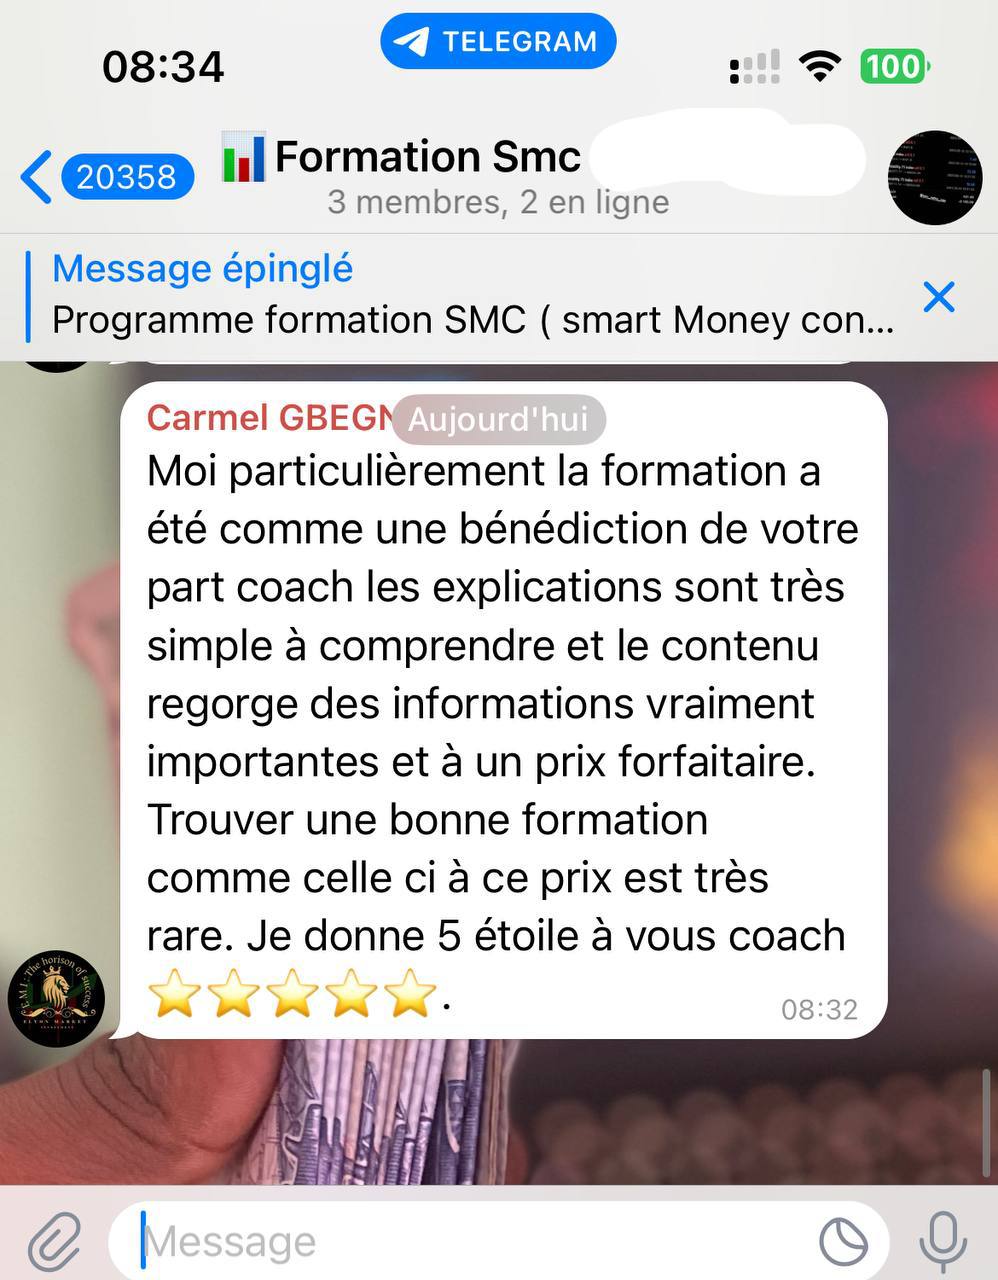 TELEGRAM
08:34
100
20358
Formation Smc
3 membres, 2 en ligne
Message épinglé
Programme formation SMC ( smart Money con...
Carmel
Aujourd'hui
Moi particulièrement la formation a
été comme une bénédiction de votre
part coach les explications sont très
simple à comprendre et le contenu
regorge des informations vraiment
importantes et à un prix forfaitaire.
Trouver une bonne formation
comme celle ci à ce prix est très
rare. Je donne 5 étoile à vous coach
⭐⭐⭐⭐⭐.
08:32
Message